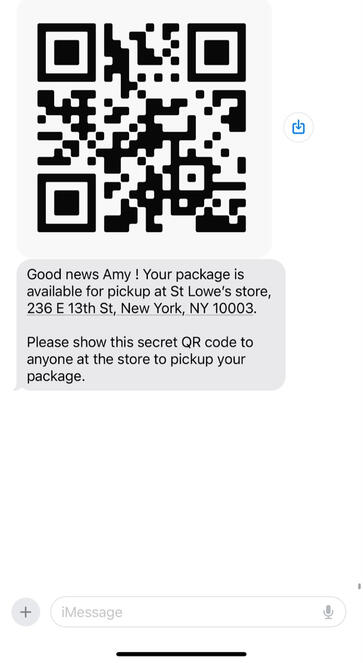 Good news Amy ! Your package is
available for pickup at St Lowe's store,
236 E 13th St, New York, NY 10003.
Please show this secret QR code to
anyone at the store to pickup your
package.
iMessage